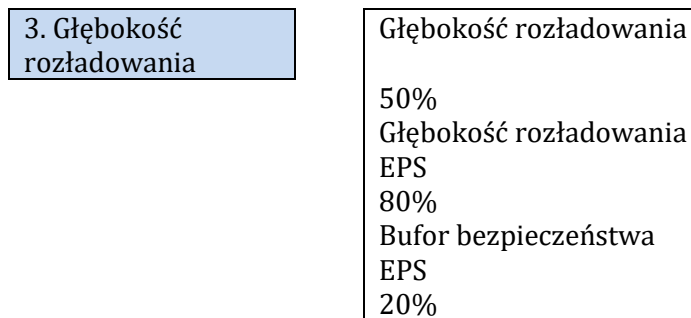 3. Głębokość
rozładowania
Głębokość rozładowania
50%
Głębokość rozładowania
EPS
80%
Bufor bezpieczeństwa
EPS
20%